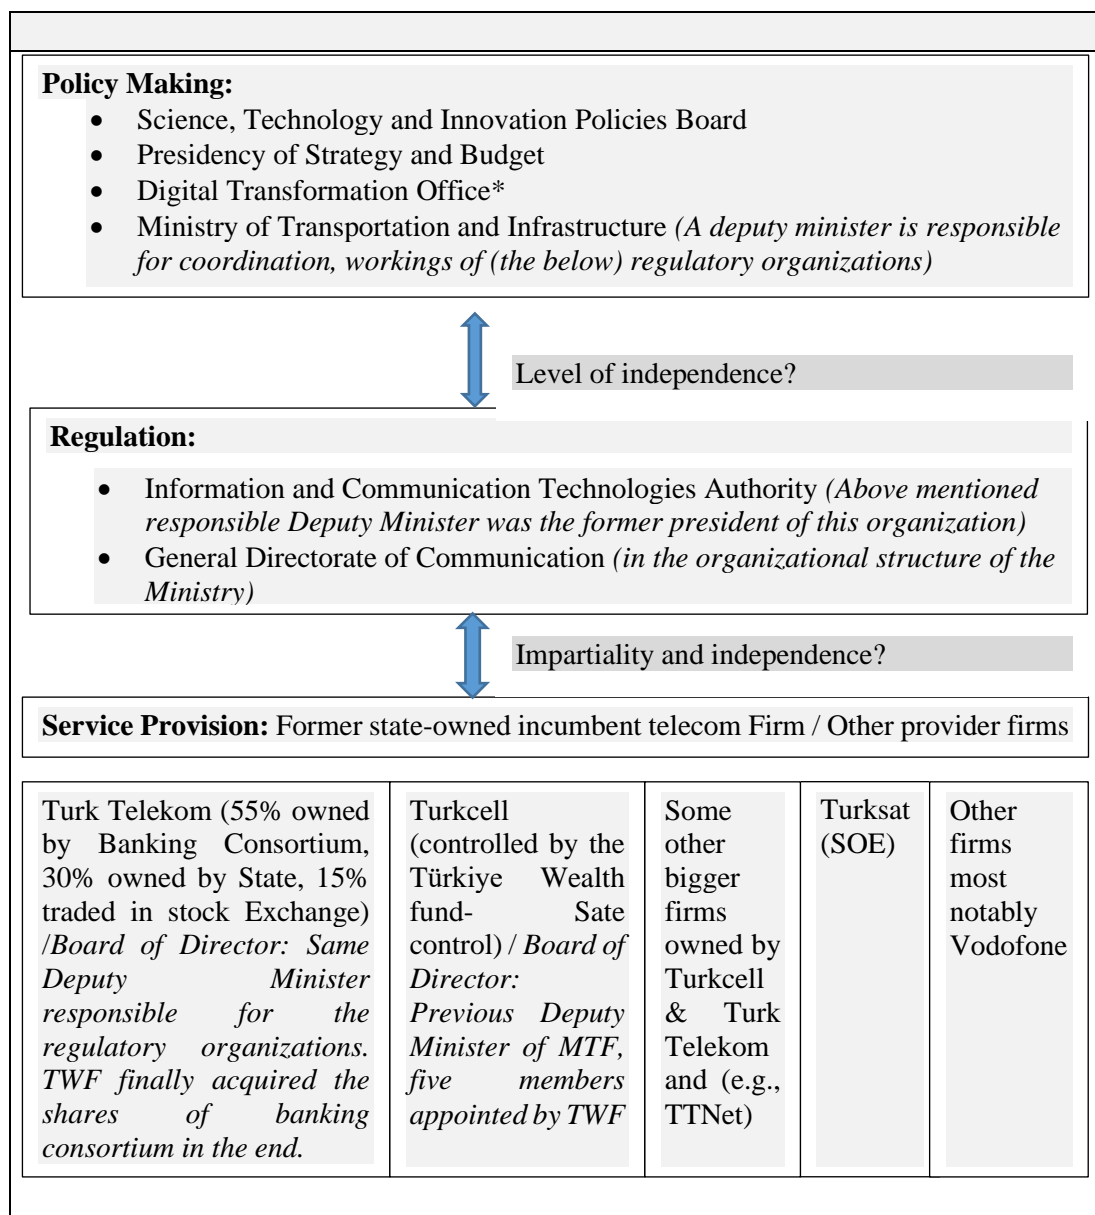 Policy Making:
• Science, Technology and Innovation Policies Board
• Presidency of Strategy and Budget
• Digital Transformation Office*
• Ministry of Transportation and Infrastructure (A deputy minister is responsible
for coordination, workings of (the below) regulatory organizations)
Level of independence?
Regulation:
• Information and Communication Technologies Authority (Above mentioned
responsible Deputy Minister was the former president of this organization)
• General Directorate of Communication (in the organizational structure of the
Ministry)
Impartiality and independence?
Service Provision: Former state-owned incumbent telecom Firm / Other provider firms
Turk Telekom (55% owned
by Banking Consortium,
30% owned by State, 15%
traded in stock Exchange)
/Board of Director: Same
Deputy Minister
responsible for the
regulatory organizations.
TWF finally acquired the
shares of banking
consortium in the end.
Turkcell
(controlled by the
Türkiye Wealth
fund- Sate
control) / Board of
Director:
Previous Deputy
Minister of MTF,
five members
appointed by TWF
Some
other
bigger
firms
owned by
Turkcell
& Turk
Telekom
and (e.g.,
TTNet)
Turksat
(SOE)
Other
firms
most
notably
Vodofone